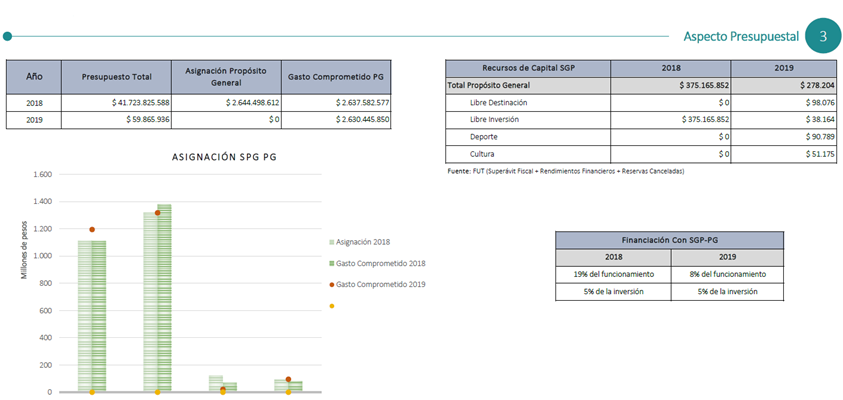 Aspecto Presupuestal 3
Año Presupuesto Total Asignación Propósito General Gasto Comprometido PG
2018 $ 41.723.825.588 $ 2.644.498.612 $ 2.637.582.577
2019 $ 59.865.936 $ 0 $ 2.630.445.850
Recursos de Capital SGP 2018 2019
Total Propósito General $ 375.165.852 $ 278.204
Libre Destinación $ 0 $ 98.076
Libre Inversión $ 375.165.852 $ 38.164
Deporte $ 0 $ 90.789
Cultura $ 0 $ 51.175
Fuente: FUT (Superávit Fiscal + Rendimientos Financieros + Reservas Canceladas)
ASIGNACIÓN SPG PG
Millones de pesos
1.600
1.400
1.200
1.000
800
600
400
200
0
Asignación 2018
Gasto Comprometido 2018
Gasto Comprometido 2019
Financiación Con SGP-PG
2018 2019
19% del funcionamiento 8% del funcionamiento
5% de la inversión 5% de la inversión